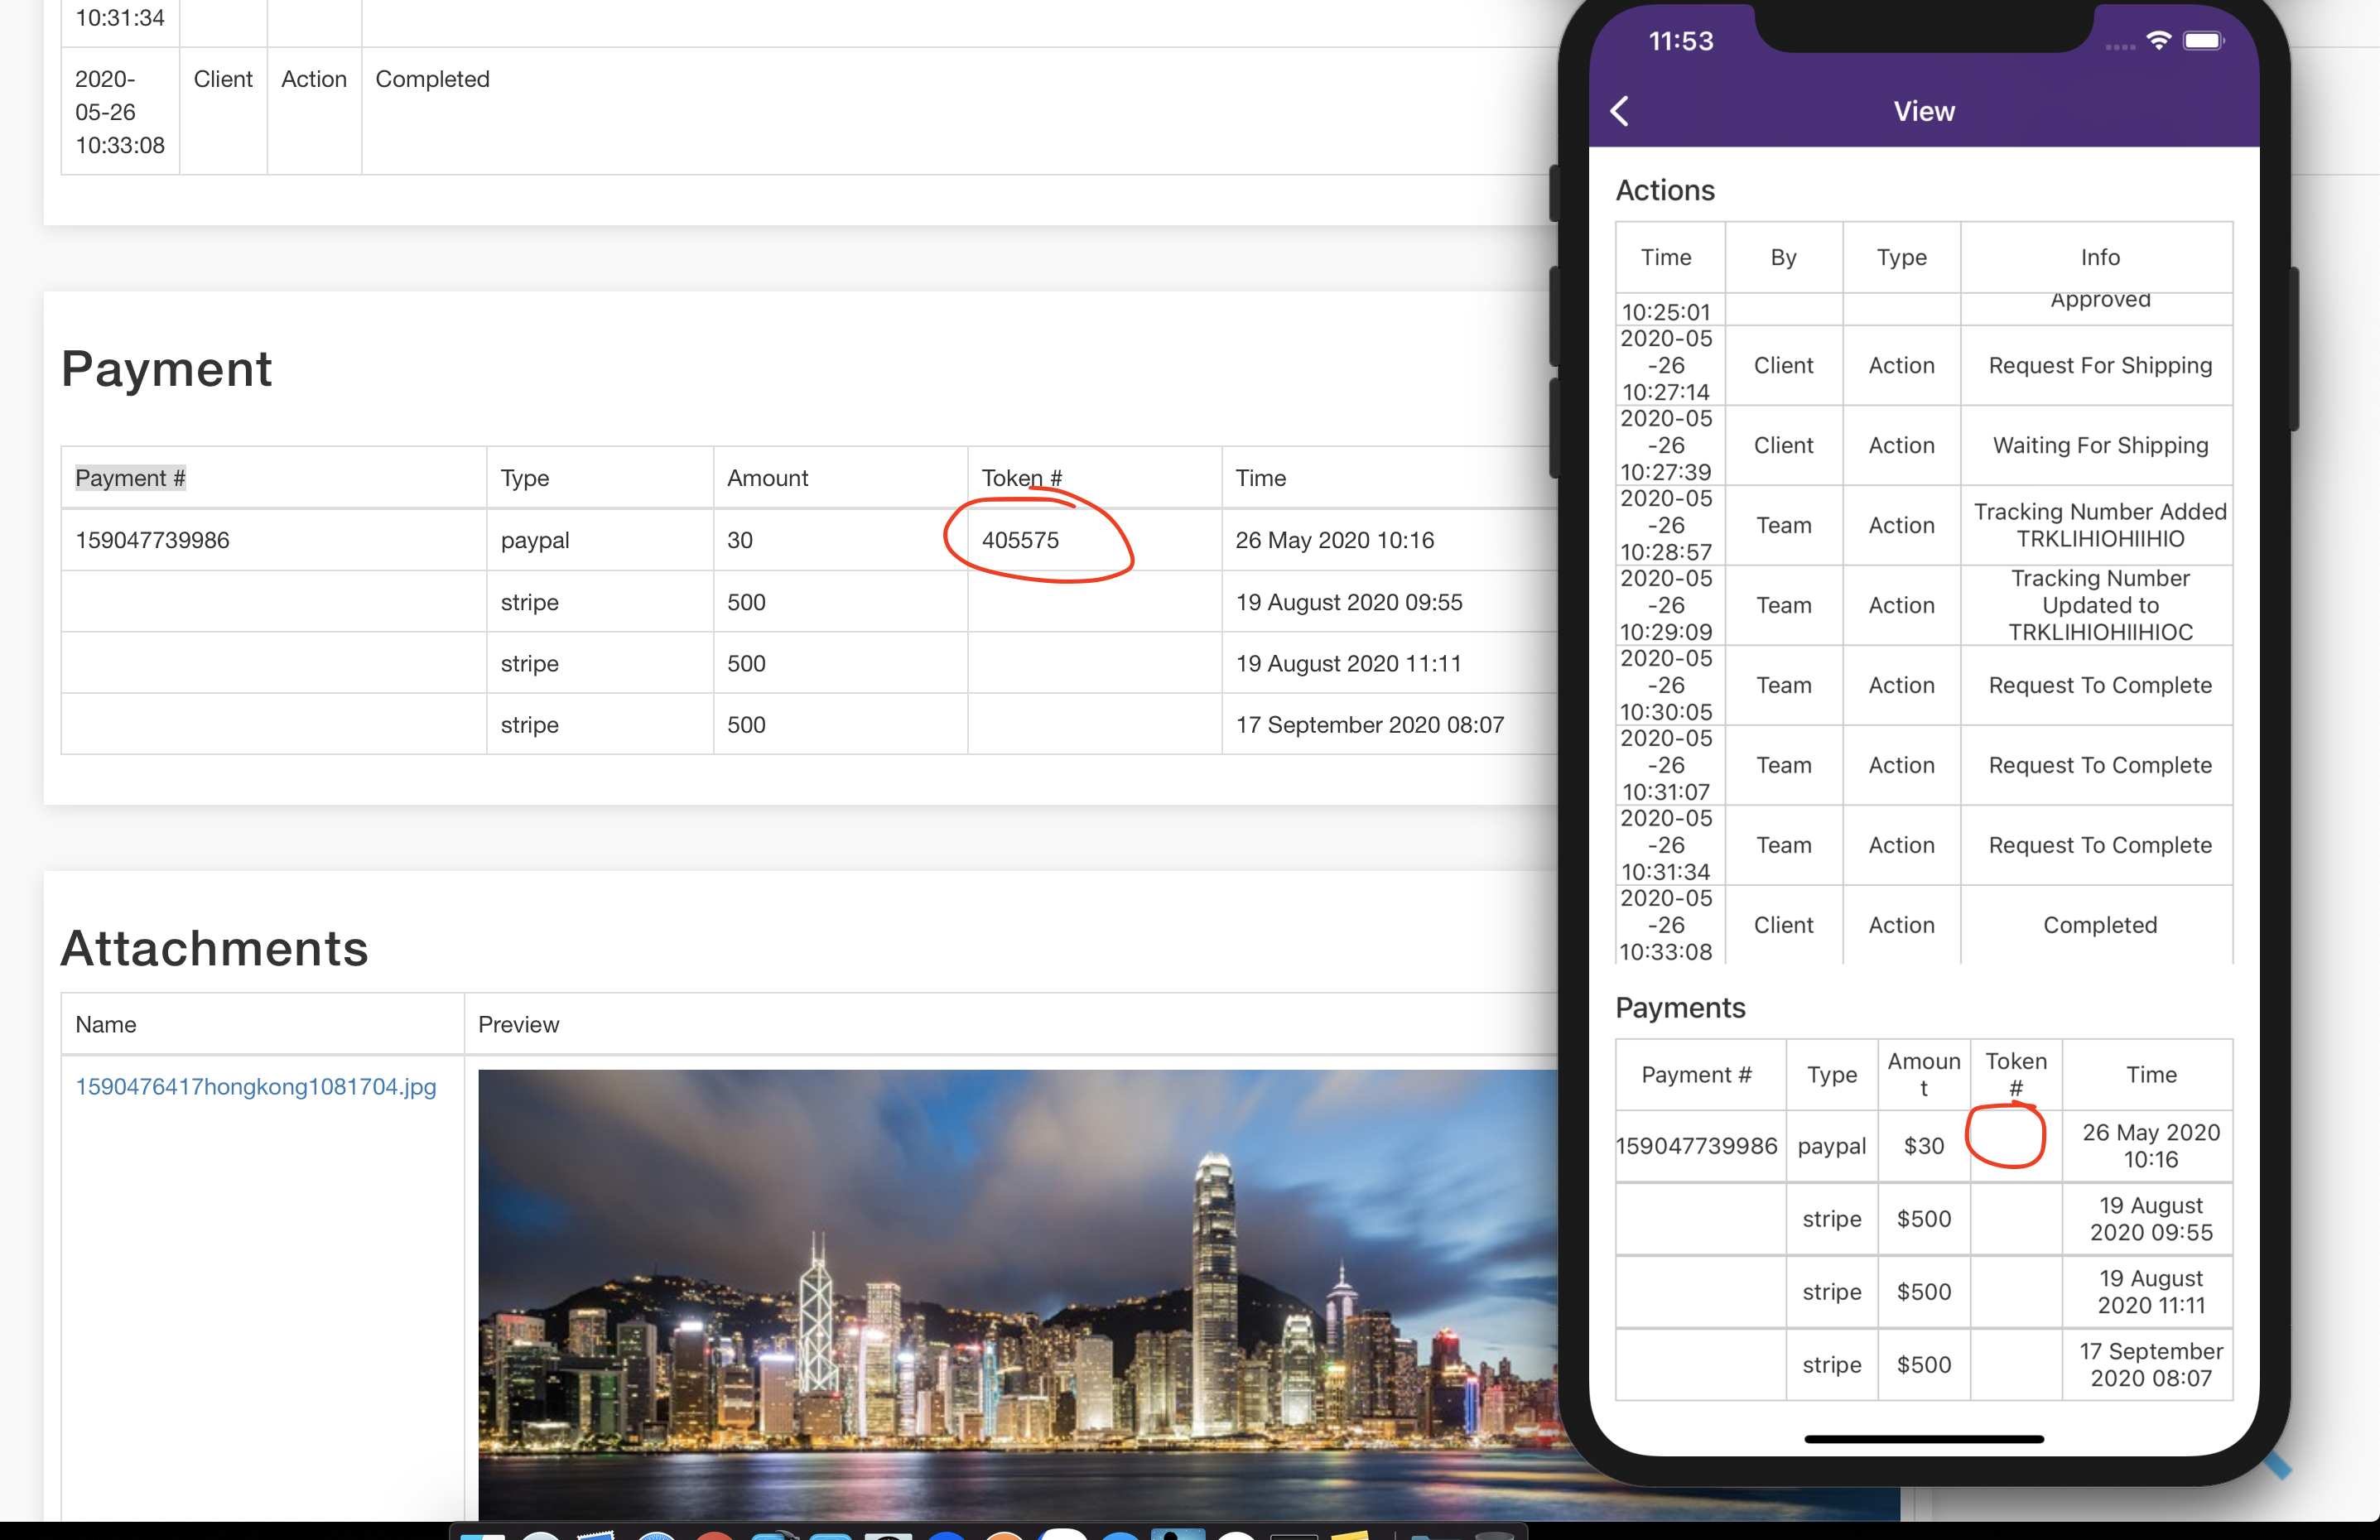 10:31:34
2020-
05-26
10:33:08
Client
Action
Completed
Payment
Payment #
Type
Amount
Token #
Time
159047739986
paypal
30
405575
26 May 2020 10:16
stripe
500
19 August 2020 09:55
stripe
500
19 August 2020 11:11
stripe
500
17 September 2020 08:07
Attachments
Name
Preview
1590476417hongkong1081704.jpg
11:53
View
Actions
Time
By
Type
Info
10:25:01
Approved
2020-05
-26
10:27:14
Client
Action
Request For Shipping
2020-05
-26
10:27:39
Client
Action
Waiting For Shipping
2020-05
-26
10:28:57
Team
Action
Tracking Number Added
TRKLIHIOHIIHIO
2020-05
-26
10:29:09
Team
Action
Tracking Number
Updated to
TRKLIHIOHIIHIOC
2020-05
-26
10:30:05
Team
Action
Request To Complete
2020-05
-26
10:31:07
Team
Action
Request To Complete
2020-05
-26
10:31:34
Team
Action
Request To Complete
2020-05
-26
10:33:08
Client
Action
Completed
Payments
Payment #
Type
Amoun
t
Token
#
Time
159047739986
paypal
$30
26 May 2020
10:16
stripe
$500
19 August
2020 09:55
stripe
$500
19 August
2020 11:11
stripe
$500
17 September
2020 08:07